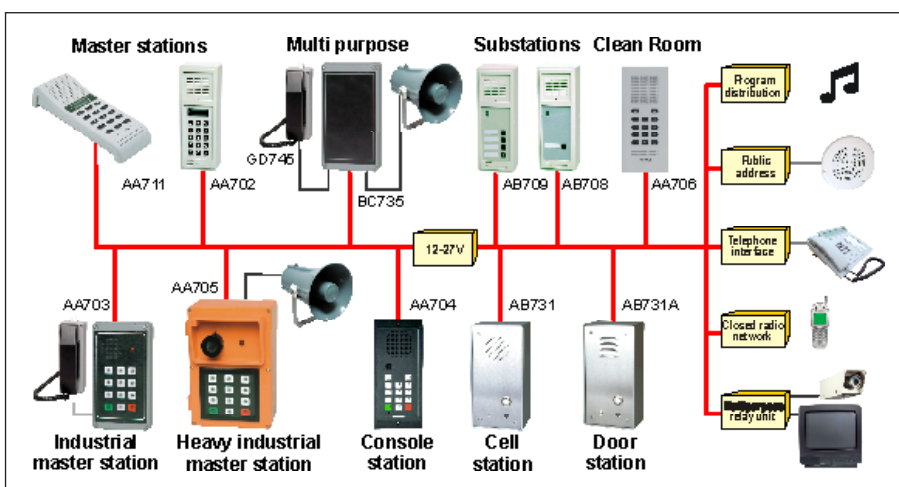 Master stations
Multi purpose
Substations
Clean Room
Program
distribution
GD745
AA711
AA702
BC735
AB709
AB708
AA706
Public
address
12-27V
Telephone
interface
AA703
AA705
AA704
AB731
AB731A
Closed radio
network
relay unit
Industrial
master station
Heavy industrial
master station
Console
station
Cell
station
Door
station